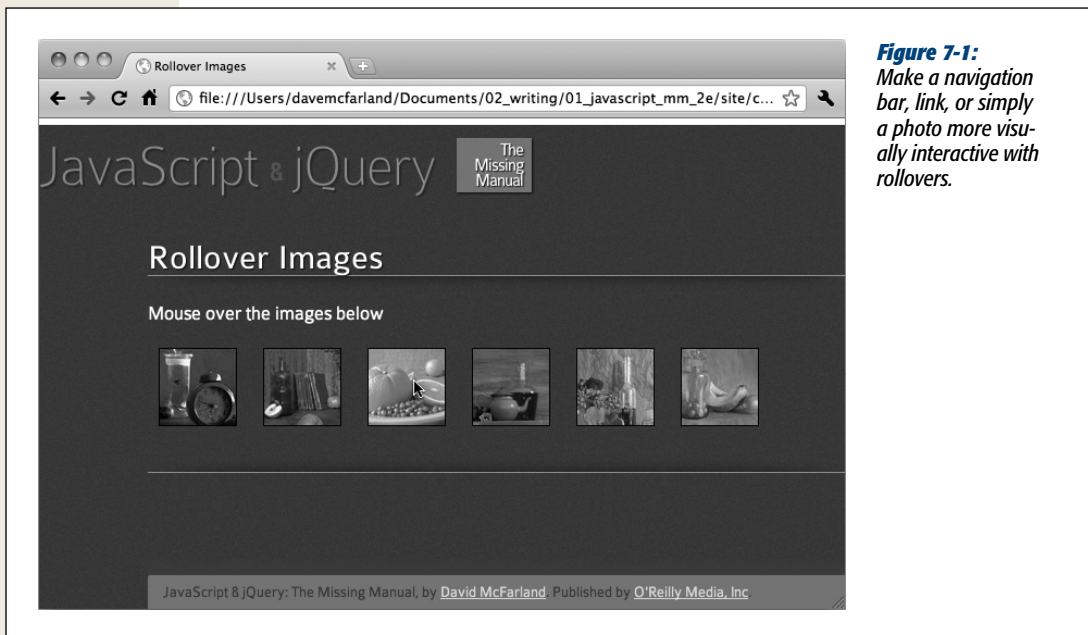 Rollover Images
file:///Users/davemcfarland/Documents/02_writing/01_javascript_mm_2e/site/c...
JavaScript & jQuery
The
Missing
Manual
Rollover Images
Mouse over the images below
JavaScript & jQuery: The Missing Manual, by David McFarland. Published by O'Reilly Media, Inc.
Figure 7-1:
Make a navigation
bar, link, or simply
a photo more visu-
ally interactive with
rollovers.